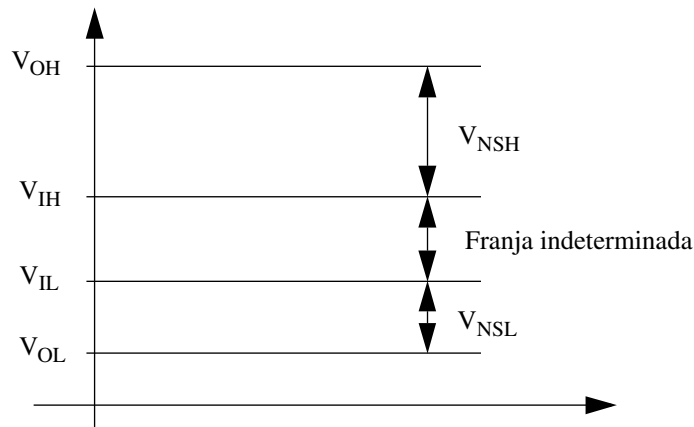 V_OH
V_NSH
V_IH
Franja indeterminada
V_IL
V_NSL
V_OL